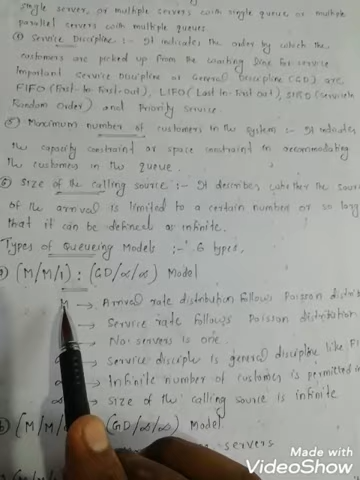 single server, or multiple servers with single queue, or multiple
parallel servers with multiple queues.
Service Discipline :- It indicates the order by which the
customers are picked up from the waiting line for service
Important Service Discipline as General Discipline (GD) are
FIFO (First-In First-Out), LIFO (Last In First Out), SIRO (Service In
Random Order) and Priority service.
⑤ Maximum number of customers in the system :- It indicates
the capacity constraint or space constraint in accommodating
the customers in the queue.
⑥ Size of the calling source :- It describes whether the source
of the arrival is limited to a certain number or so large
that it can be defined as infinite.
Types of Queueing Models :- 6 types.
a) (M/M/1) : (GD/∞/∞) Model
M → Arrival rate distribution follows Poisson distrib
→ Service rate follows Poisson distribution
→ No. servers is one.
→ Service disciple is general discipline like FI
→ Infinite number of customers is permitted in
→ Size of the calling source is infinite
b) (M/M/ (GD/∞/∞) Model
servers
Made with
VideoShow